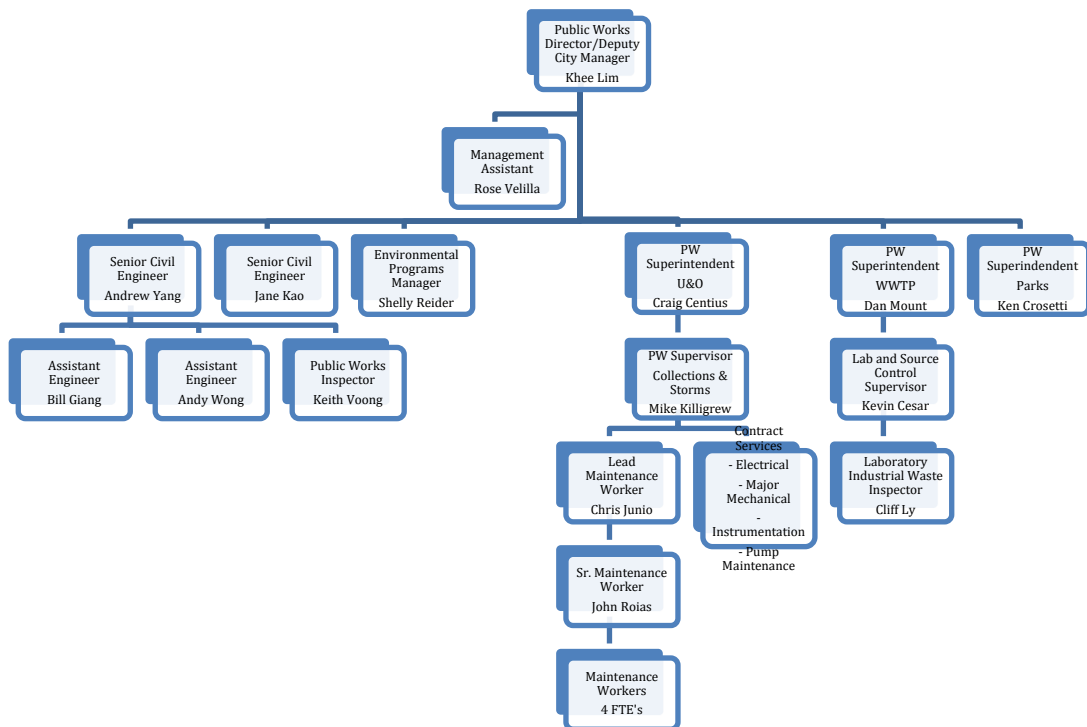 Public Works
Director/Deputy
City Manager
Khee Lim
Management
Assistant
Rose Velilla
Senior Civil
Engineer
Andrew Yang
Senior Civil
Engineer
Jane Kao
Environmental
Programs
Manager
Shelly Reider
PW
Superintendent
U&O
Craig Centius
PW
Superintendent
WWTP
Dan Mount
PW
Superindendent
Parks
Ken Crosetti
Assistant
Engineer
Bill Giang
Assistant
Engineer
Andy Wong
Public Works
Inspector
Keith Voong
PW Supervisor
Collections &
Storms
Mike Killigrew
Lab and Source
Control
Supervisor
Kevin Cesar
Lead
Maintenance
Worker
Chris Junio
Contract
Services
- Electrical
- Major
Mechanical
-
Instrumentation
- Pump
Maintenance
Laboratory
Industrial Waste
Inspector
Cliff Ly
Sr. Maintenance
Worker
John Roias
Maintenance
Workers
4 FTE's